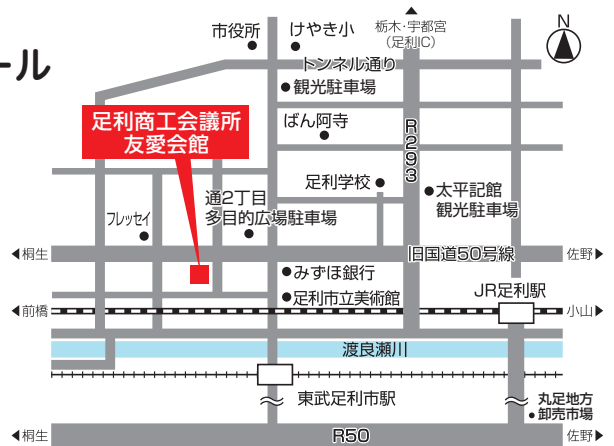 ール
市役所
けやき小
栃木・宇都宮
（足利IC）
N
トンネル通り
観光駐車場
足利商工会議所
友愛会館
ばん阿寺
R293
足利学校
太平記館
観光駐車場
通2丁目
多目的広場駐車場
フレッセイ
桐生
旧国道50号線
佐野
みずほ銀行
足利市立美術館
JR足利駅
前橋
小山
渡良瀬川
東武足利市駅
丸足地方
卸売市場
桐生
R50
佐野